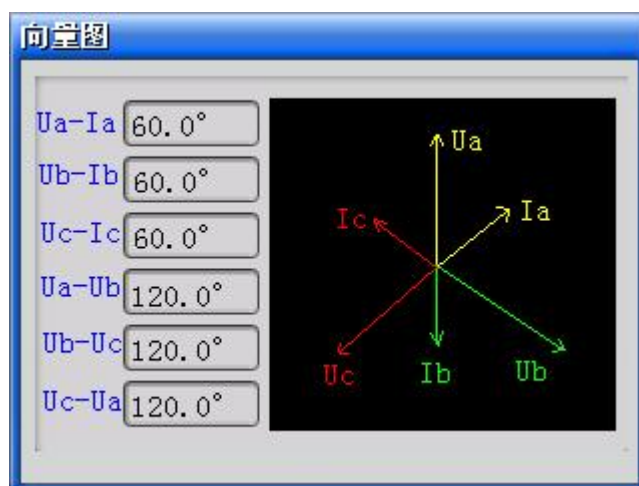 向量图
Ua-Ia 60.0°
Ub-Ib 60.0°
Uc-Ic 60.0°
Ua-Ub 120.0°
Ub-Uc 120.0°
Uc-Ua 120.0°
Ua
Ic
Ia
Uc
Ib
Ub